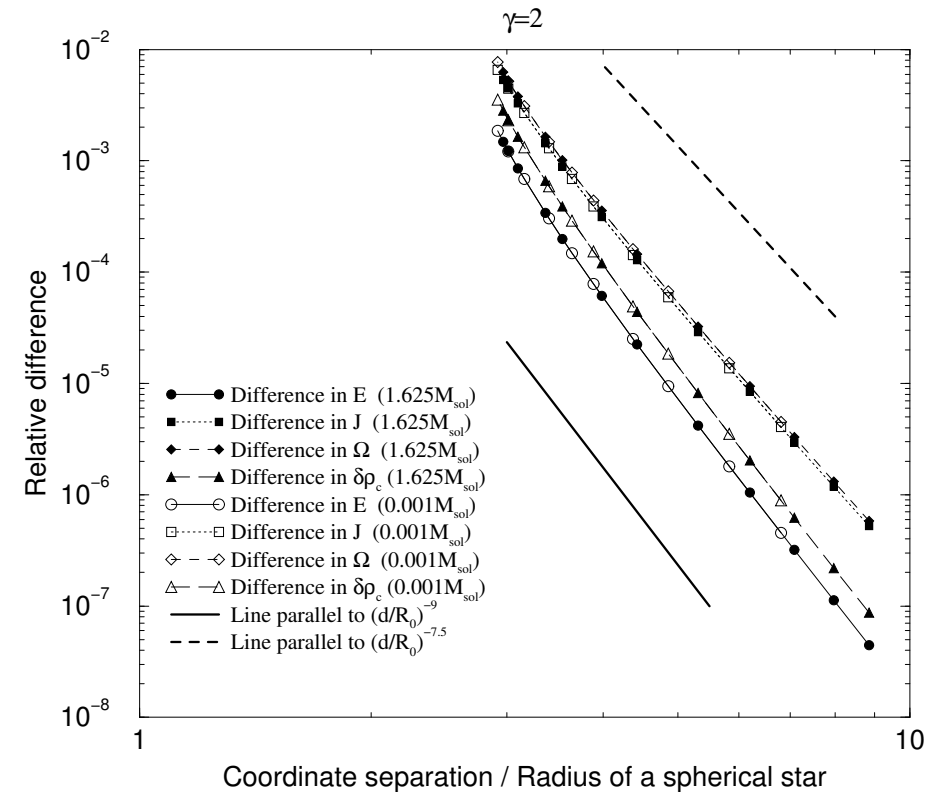 γ=2
10⁻²
10⁻³
10⁻⁴
10⁻⁵
10⁻⁶
10⁻⁷
10⁻⁸
Relative difference
Difference in E (1.625M_sol)
Difference in J (1.625M_sol)
Difference in Ω (1.625M_sol)
Difference in δρ_c (1.625M_sol)
Difference in E (0.001M_sol)
Difference in J (0.001M_sol)
Difference in Ω (0.001M_sol)
Difference in δρ_c (0.001M_sol)
Line parallel to (d/R₀)⁻⁹
Line parallel to (d/R₀)⁻⁷·⁵
1
10
Coordinate separation / Radius of a spherical star